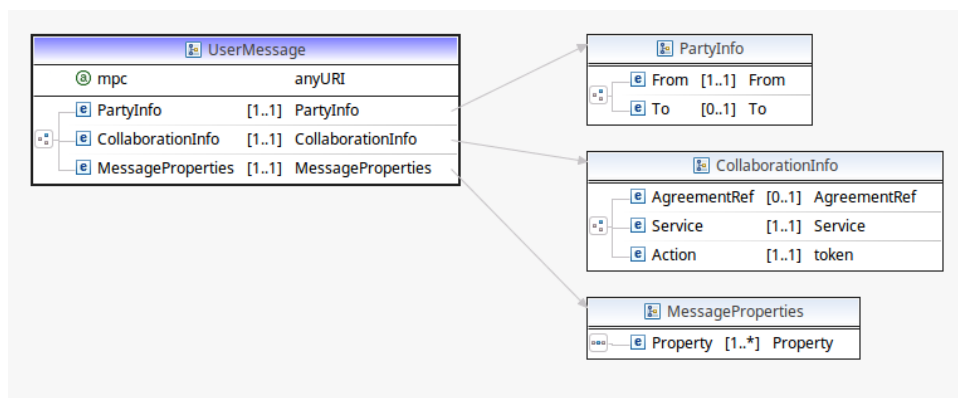 UserMessage
a mpc anyURI
e PartyInfo [1..1] PartyInfo
e CollaborationInfo [1..1] CollaborationInfo
e MessageProperties [1..1] MessageProperties
PartyInfo
e From [1..1] From
e To [0..1] To
CollaborationInfo
e AgreementRef [0..1] AgreementRef
e Service [1..1] Service
e Action [1..1] token
MessageProperties
e Property [1..*] Property